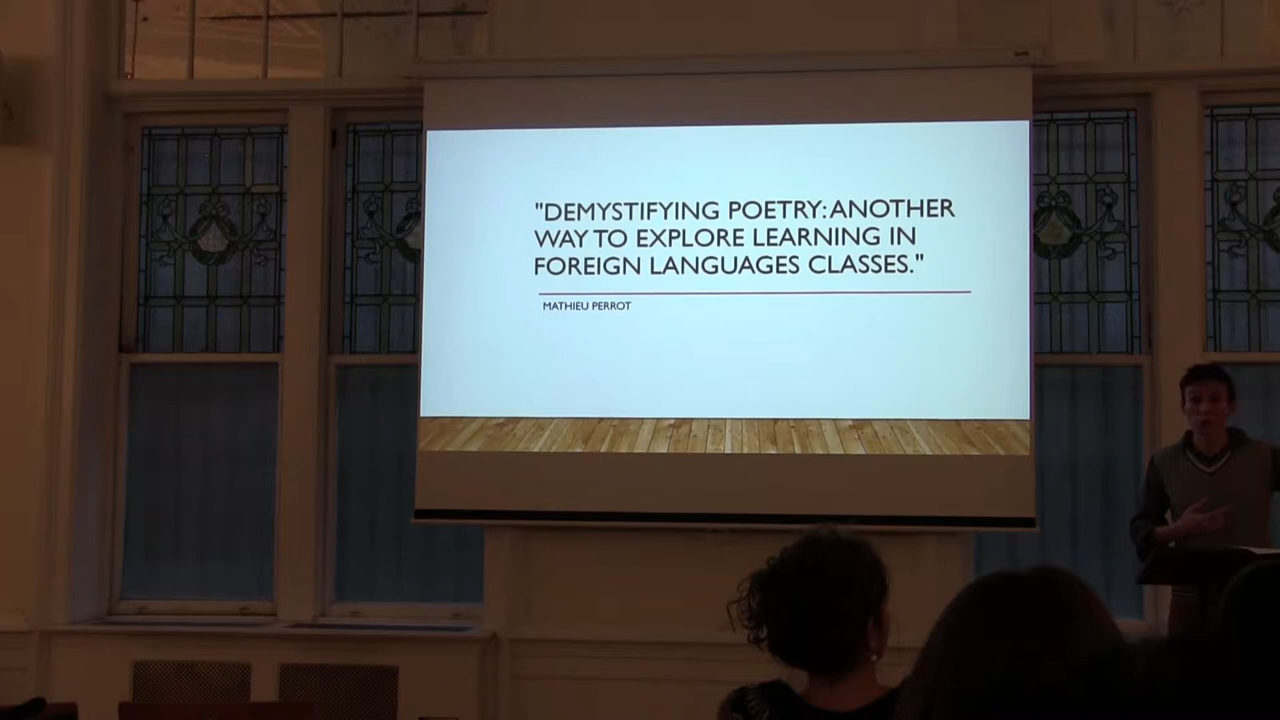 "DEMYSTIFYING POETRY: ANOTHER
WAY TO EXPLORE LEARNING IN
FOREIGN LANGUAGES CLASSES."
MATHIEU PERROT